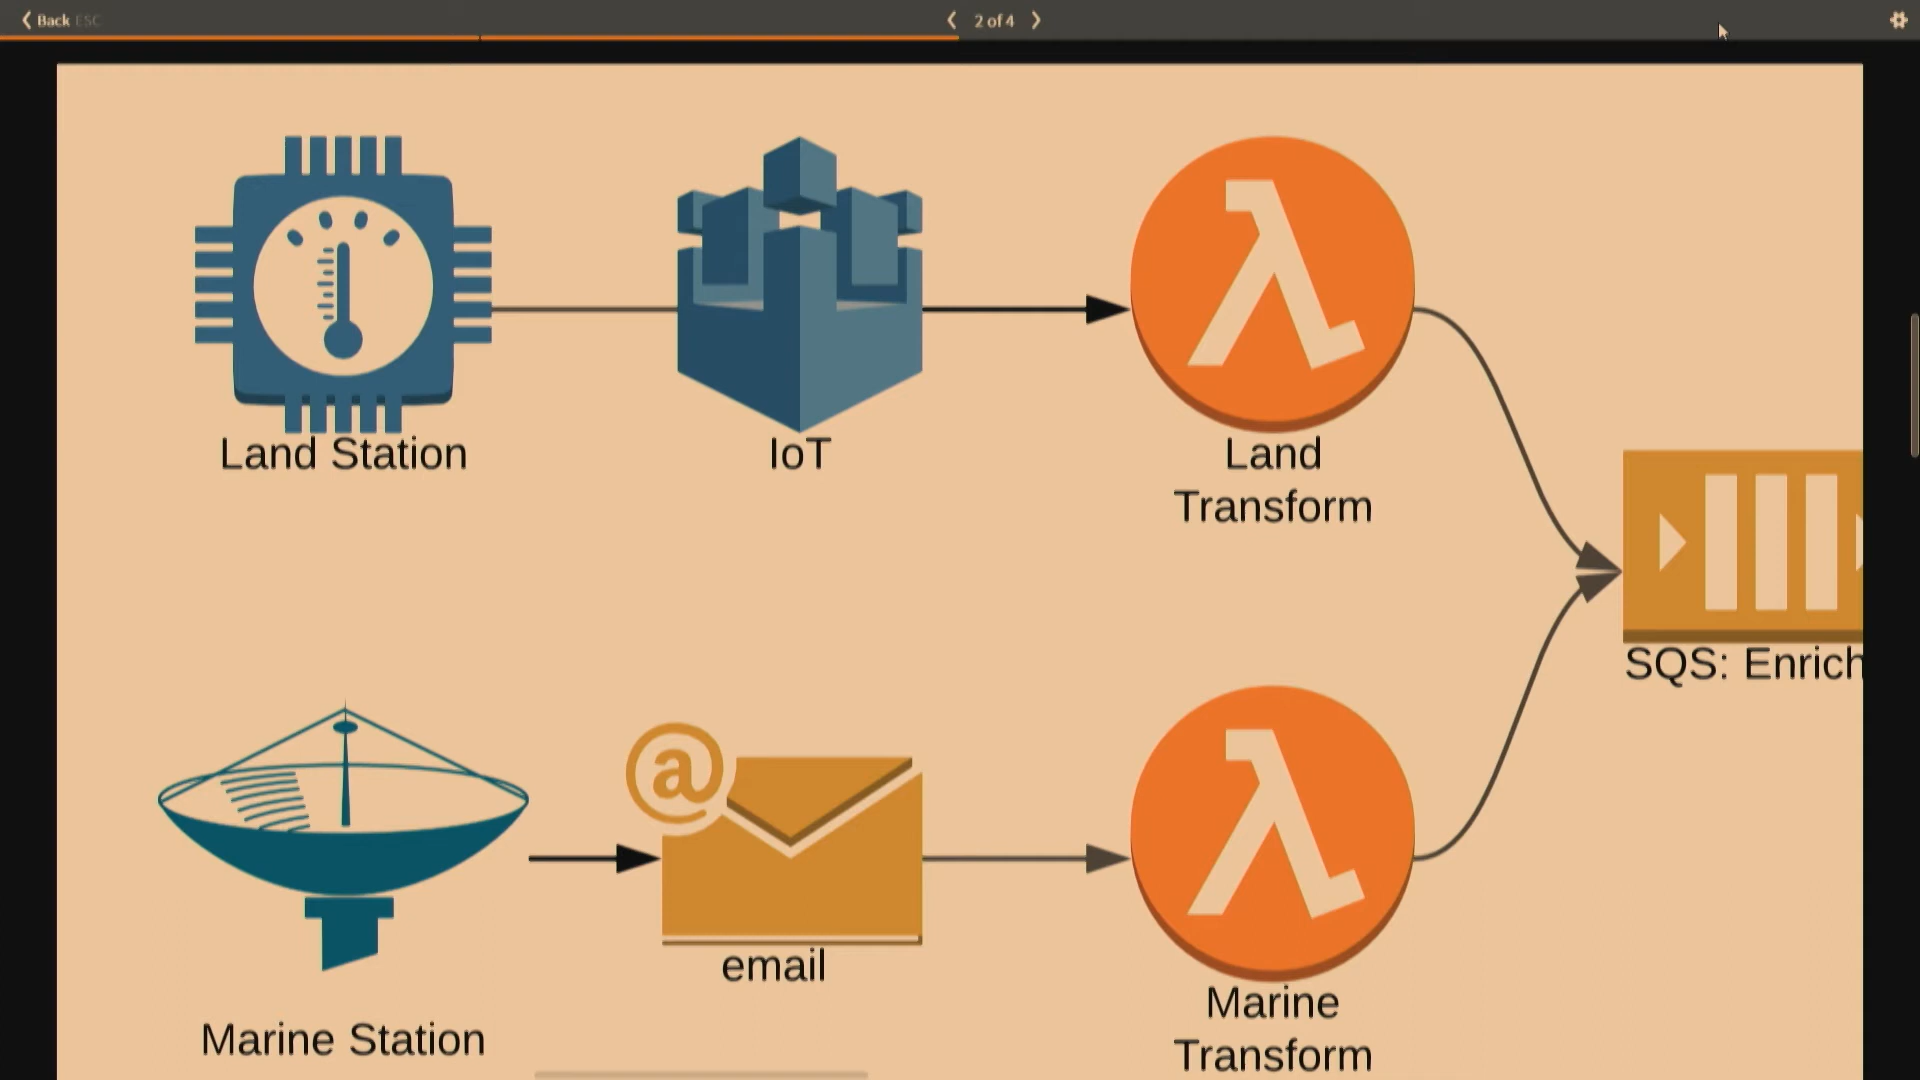 Back ESC
2 of 4
Land Station
IoT
Land
Transform
SQS: Enrich
@
email
Marine Station
Marine
Transform